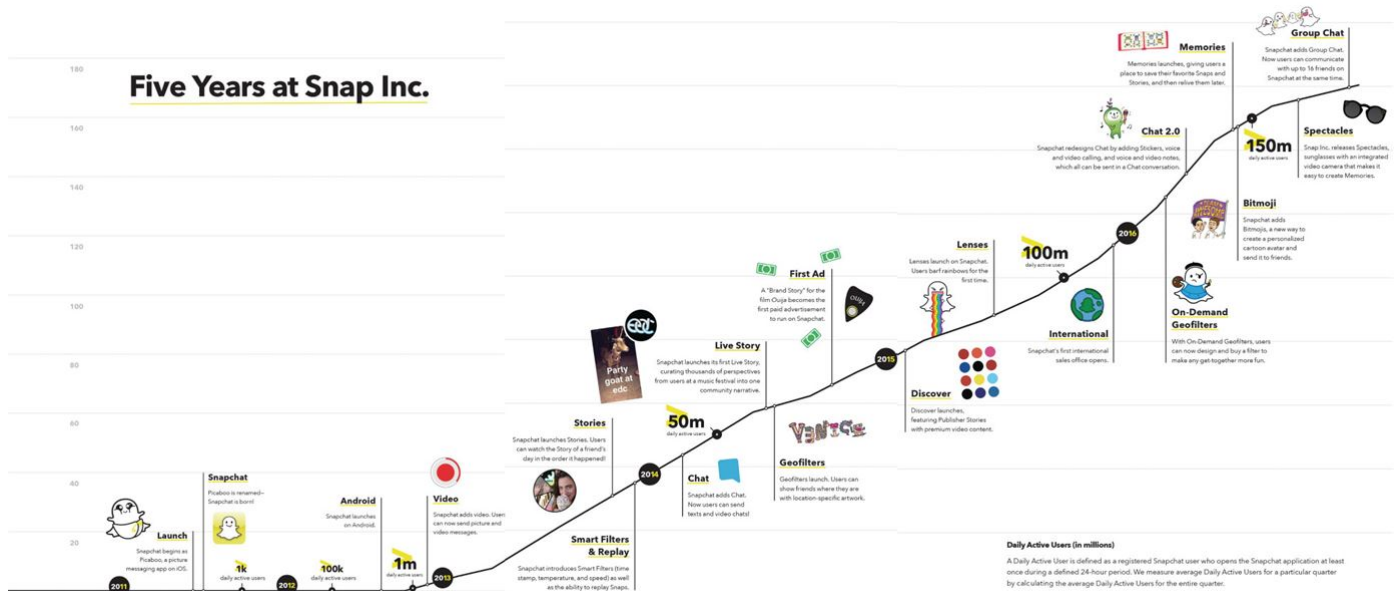 Five Years at Snap Inc.
180
160
140
120
100
80
60
40
20
2011
Launch
Snapchat begins as
Picaboo, a picture
messaging app on iOS.
Snapchat
Picaboo is renamed–
Snapchat is born!
1k
daily active users
2012
100k
daily active users
Android
Snapchat launches
on Android.
1m
daily active users
2013
Video
Snapchat adds video. Users
can now send picture and
video messages.
Stories
Snapchat launches Stories. Users
can watch the Story of a friend's
day in the order it happened!
Smart Filters
& Replay
Snapchat introduces Smart Filters (time
stamp, temperature, and speed) as well
as the ability to replay Snaps.
2014
Party
goat at
edc
50m
daily active users
Chat
Snapchat adds Chat.
Now users can send
texts and video chats!
Live Story
Snapchat launches its first Live Story,
curating thousands of perspectives
from users at a music festival into one
community narrative.
Geofilters
Geofilters launch. Users can
show friends where they are
with location-specific artwork.
VENICE
First Ad
A "Brand Story" for the
film Ouija becomes the
first paid advertisement
to run on Snapchat.
OUIJA
2015
Discover
Discover launches,
featuring Publisher Stories
with premium video content.
Lenses
Lenses launch on Snapchat.
Users barf rainbows for the
first time.
100m
daily active users
International
Snapchat's first international
sales office opens.
2016
On-Demand
Geofilters
With On-Demand Geofilters, users
can now design and buy a filter to
make any get-together more fun.
Chat 2.0
Snapchat redesigns Chat by adding Stickers, voice
and video calling, and voice and video notes,
which all can be sent in a Chat conversation.
Memories
Memories launches, giving users a
place to save their favorite Snaps and
Stories, and then relive them later.
Bitmoji
Snapchat adds
Bitmojis, a new way to
create a personalized
cartoon avatar and
send it to friends.
150m
daily active users
Spectacles
Snap Inc. releases Spectacles,
sunglasses with an integrated
video camera that makes it
easy to create Memories.
Group Chat
Snapchat adds Group Chat.
Now users can communicate
with up to 16 friends on
Snapchat at the same time.
Daily Active Users (in millions)
A Daily Active User is defined as a registered Snapchat user who opens the Snapchat application at least
once during a defined 24-hour period. We measure average Daily Active Users for a particular quarter
by calculating the average Daily Active Users for the entire quarter.